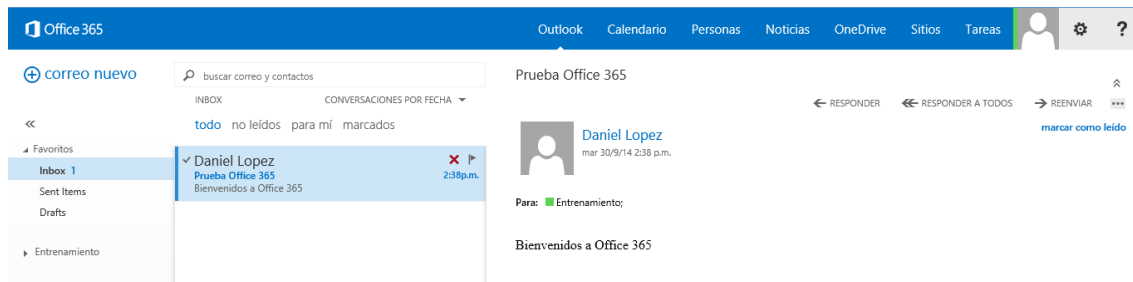 Office 365
Outlook Calendario Personas Noticias OneDrive Sitios Tareas ?
correo nuevo
Favoritos
Inbox 1
Sent Items
Drafts
Entrenamiento
buscar correo y contactos
INBOX CONVERSACIONES POR FECHA
todo no leídos para mí marcados
Daniel Lopez
Prueba Office 365 2:38p.m.
Bienvenidos a Office 365
Prueba Office 365
RESPONDER RESPONDER A TODOS REENVIAR
marcar como leído
Daniel Lopez
mar 30/9/14 2:38 p.m.
Para: Entrenamiento;
Bienvenidos a Office 365